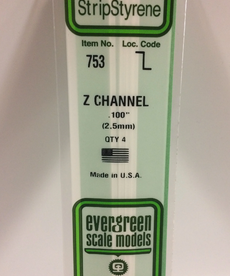 StripStyrene
Item No. Loc. Code
753
Z CHANNEL
.100"
(2.5mm)
QTY 4
Made in U.S.A.
evergreen
scale models